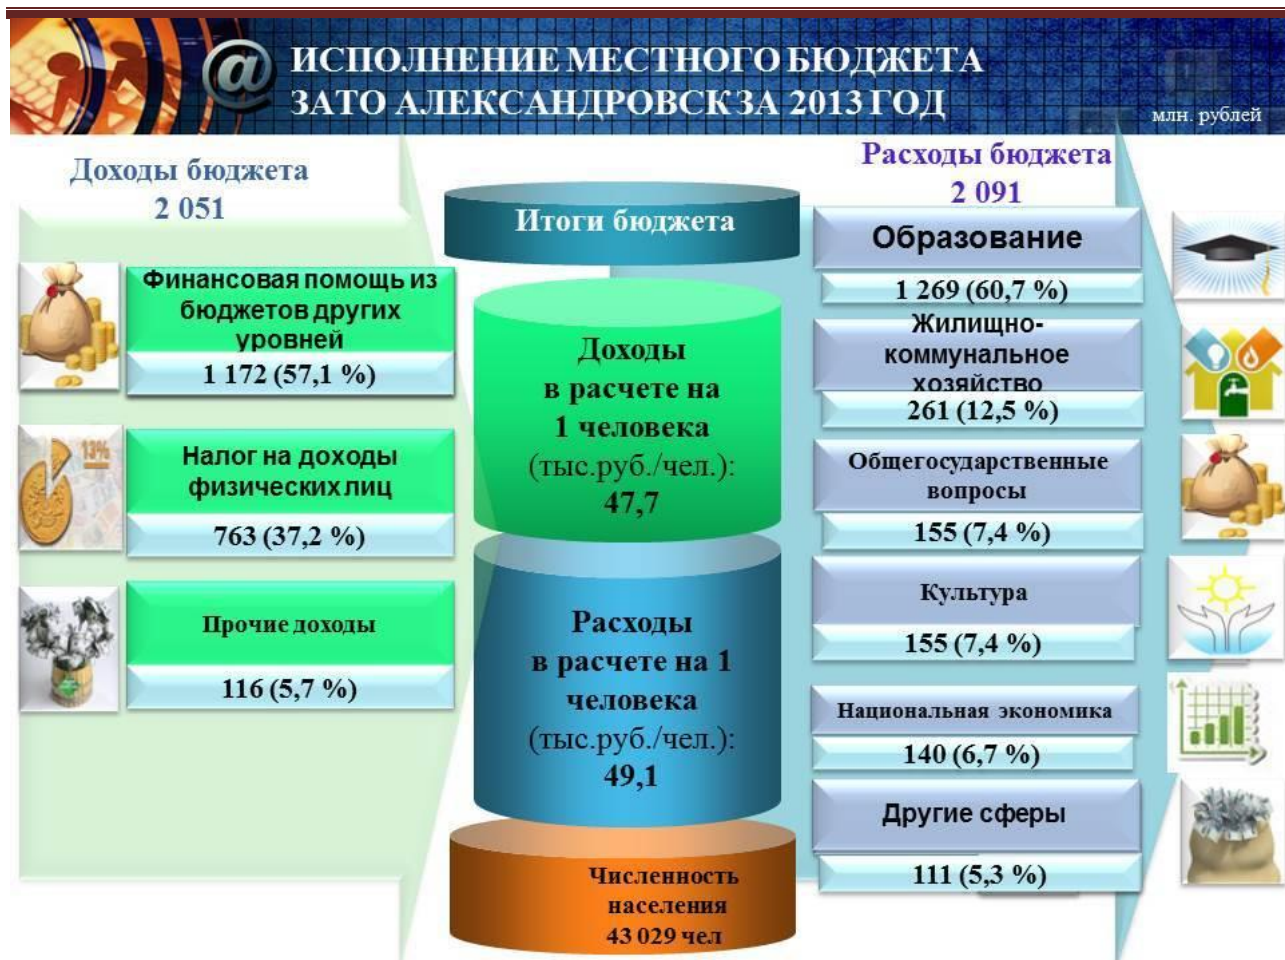 ИСПОЛНЕНИЕ МЕСТНОГО БЮДЖЕТА
ЗАТО АЛЕКСАНДРОВСК ЗА 2013 ГОД
млн. рублей
Доходы бюджета
2 051
Финансовая помощь из
бюджетов других
уровней
1 172 (57,1 %)
13%
Налог на доходы
физических лиц
763 (37,2 %)
Прочие доходы
116 (5,7 %)
Итоги бюджета
Доходы
в расчете на
1 человека
(тыс.руб./чел.):
47,7
Расходы
в расчете на 1
человека
(тыс.руб./чел.):
49,1
Численность
населения
43 029 чел
Расходы бюджета
2 091
Образование
1 269 (60,7 %)
Жилищно-
коммунальное
хозяйство
261 (12,5 %)
Общегосударственные
вопросы
155 (7,4 %)
Культура
155 (7,4 %)
Национальная экономика
140 (6,7 %)
Другие сферы
111 (5,3 %)